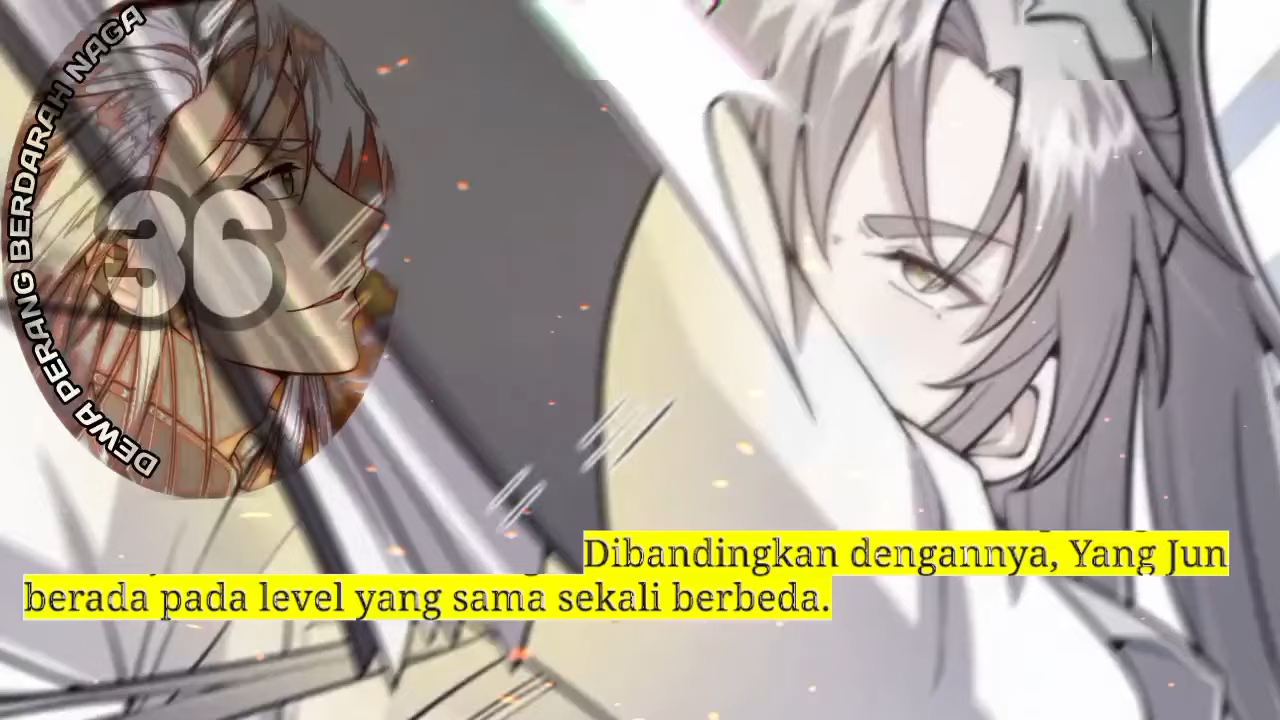 DEWA PERANG BERDARAH NAGA
36
Dibandingkan dengannya, Yang Jun
berada pada level yang sama sekali berbeda.